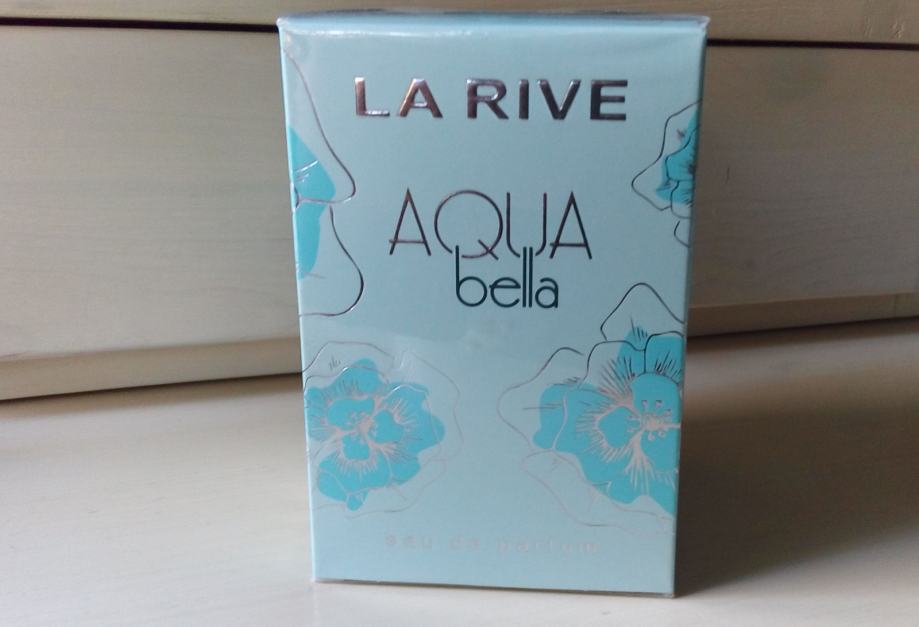 LA RIVE
AQUA
bella
eau de parfum